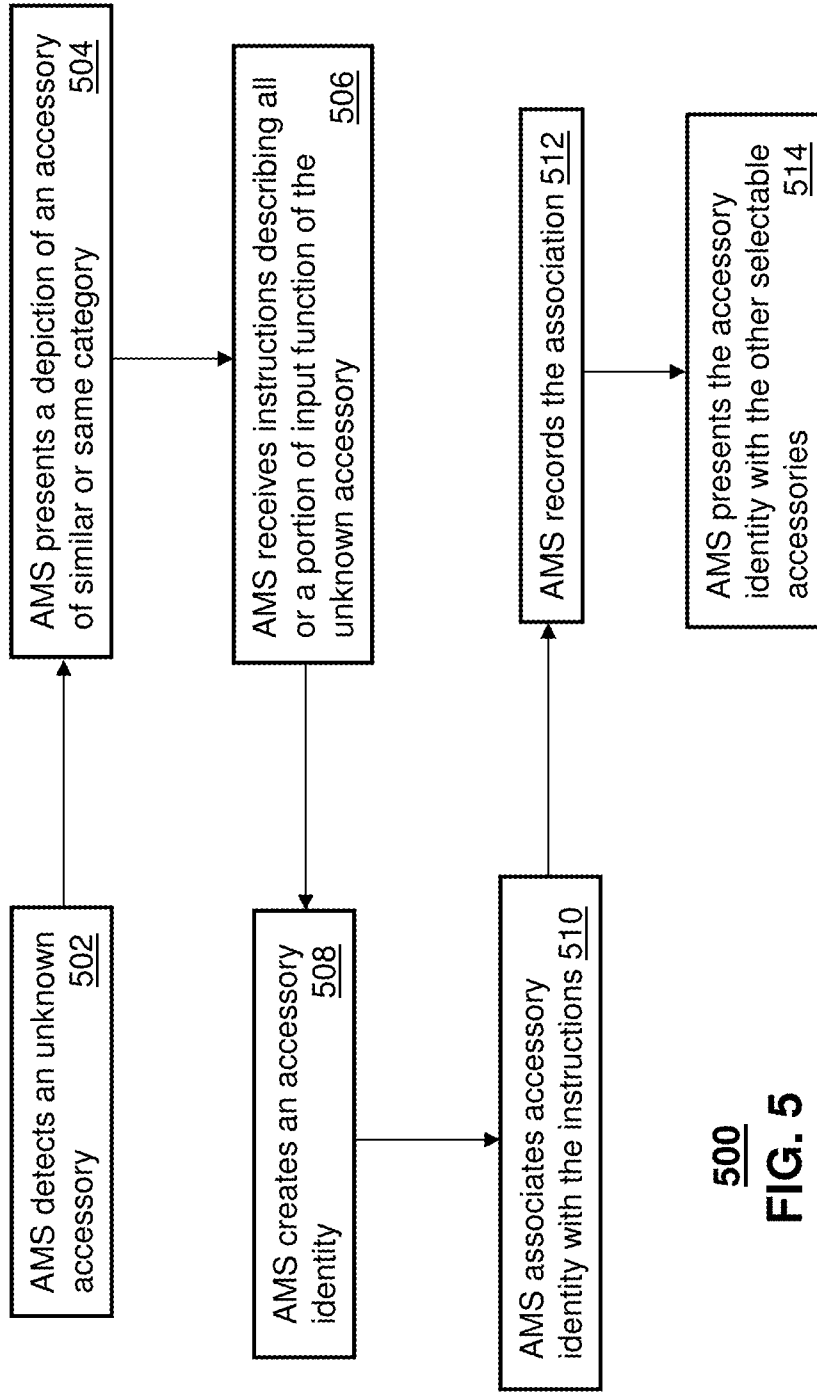 AMS detects an unknown
accessory 502
AMS presents a depiction of an accessory
of similar or same category 504
AMS receives instructions describing all
or a portion of input function of the
unknown accessory 506
AMS creates an accessory
identity 508
AMS associates accessory
identity with the instructions 510
AMS records the association 512
AMS presents the accessory
identity with the other selectable
accessories 514
500
FIG. 5